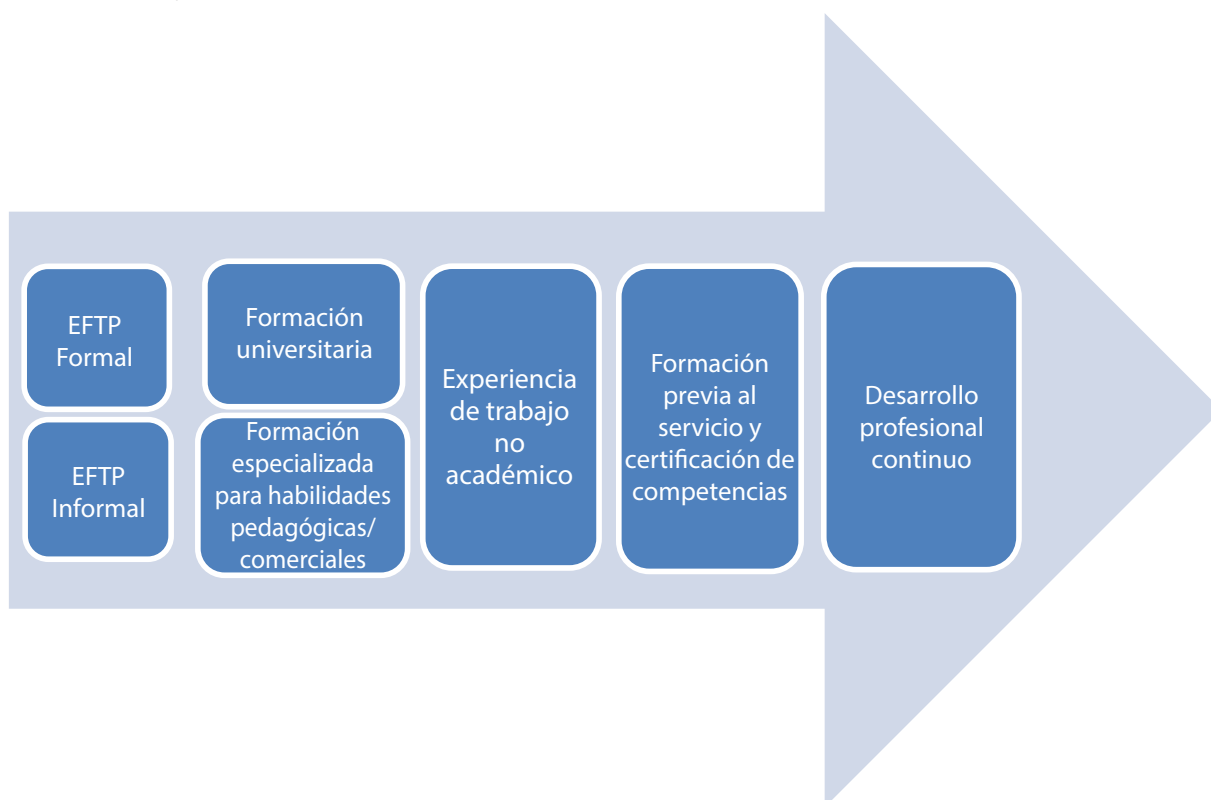 EFTP
Formal
EFTP
Informal
Formación
universitaria
Formación
especializada
para habilidades
pedagógicas/
comerciales
Experiencia
de trabajo
no
académico
Formación
previa al
servicio y
certificación de
competencias
Desarrollo
profesional
continuo